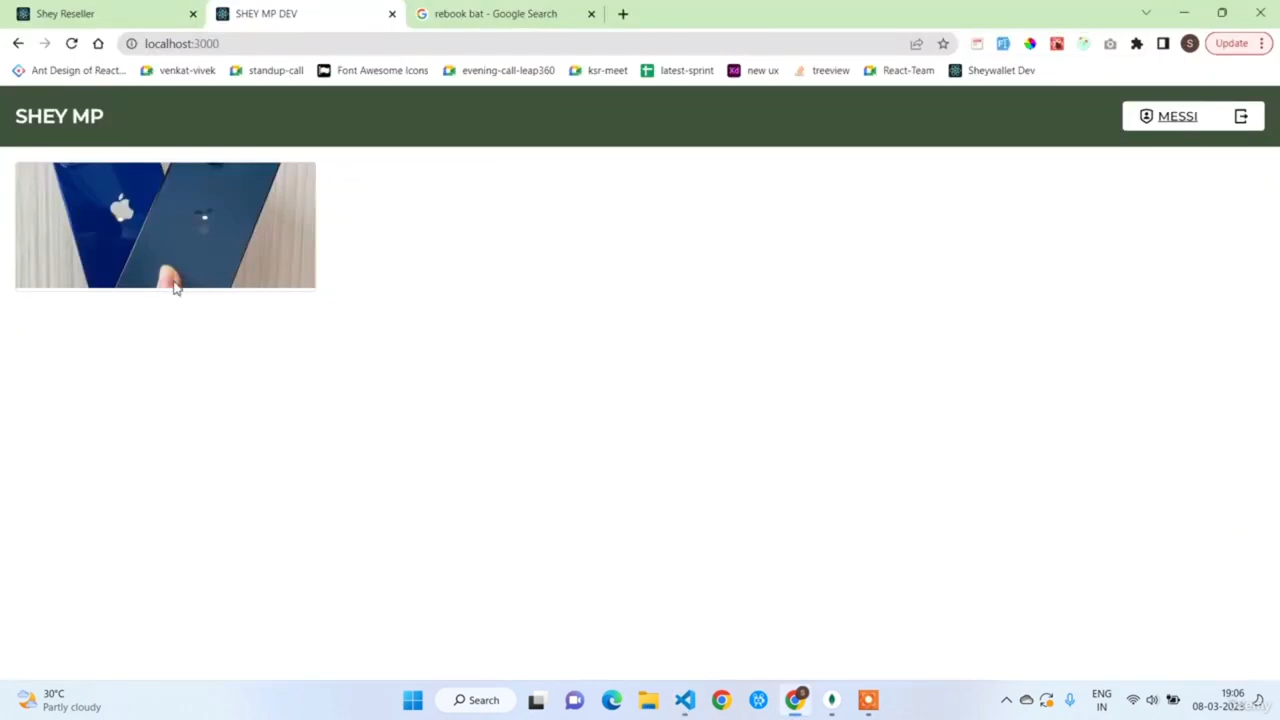 Shey Reseller
SHEY MP DEV
rebook bat - Google Search
localhost:3000
S
Update
Ant Design of React...
venkat-vivek
standup-call
Font Awesome Icons
evening-call-leap360
ksr-meet
latest-sprint
Xd
new ux
treeview
React-Team
Sheywallet Dev
SHEY MP
MESSI
30°C
Partly cloudy
Search
ENG
IN
19:06
08-03-2023